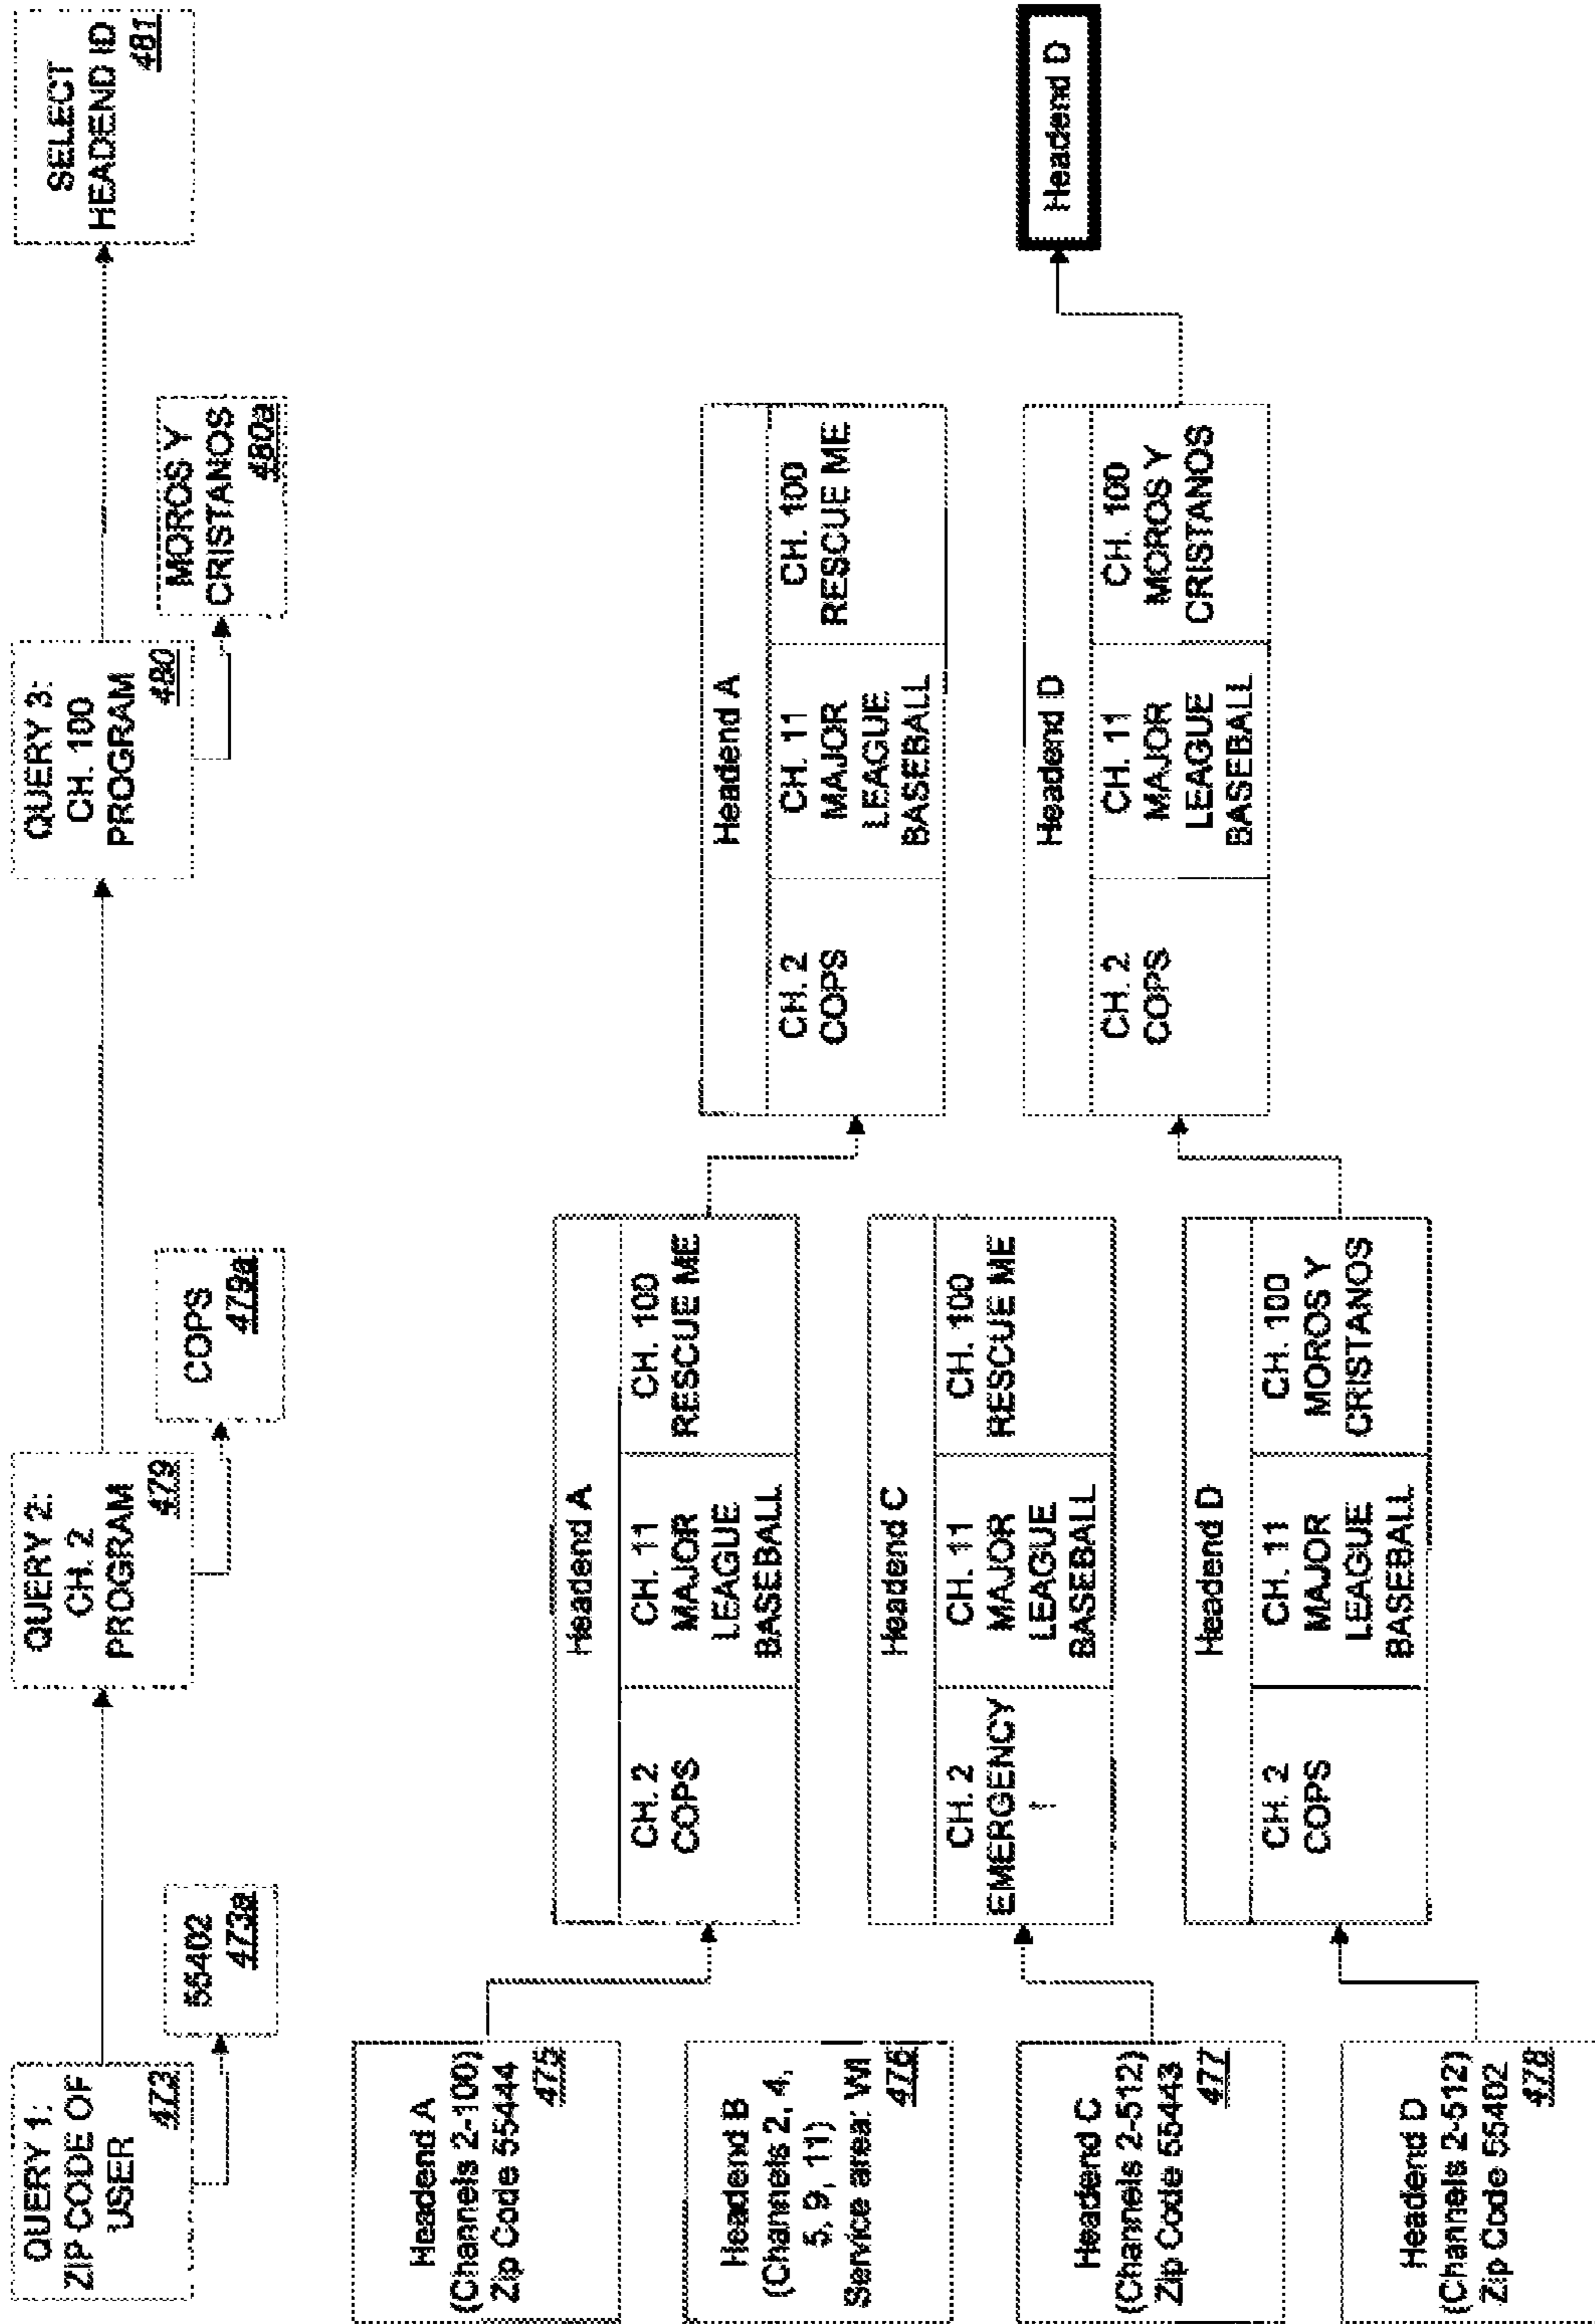 QUERY 1:
ZIP CODE OF
USER
473
55402
473a
QUERY 2:
CH. 2
PROGRAM
479
COPS
479a
QUERY 3:
CH. 100
PROGRAM
480
MOROS Y
CRISTANOS
480a
SELECT
HEADEND ID
481
Headend A
(Channels 2-100)
Zip Code 55444
475
Headend B
(Channels 2, 4,
5, 9, 11)
Service area: WI
476
Headend C
(Channels 2-512)
Zip Code 55443
477
Headend D
(Channels 2-512)
Zip Code 55402
478
Headend A
CH. 2
COPS
CH. 11
MAJOR
LEAGUE
BASEBALL
CH. 100
RESCUE ME
Headend C
CH. 2
EMERGENCY
!
CH. 11
MAJOR
LEAGUE
BASEBALL
CH. 100
RESCUE ME
Headend D
CH. 2
COPS
CH. 11
MAJOR
LEAGUE
BASEBALL
CH. 100
MOROS Y
CRISTANOS
Headend A
CH. 2
COPS
CH. 11
MAJOR
LEAGUE
BASEBALL
CH. 100
RESCUE ME
Headend D
CH. 2
COPS
CH. 11
MAJOR
LEAGUE
BASEBALL
CH. 100
MOROS Y
CRISTANOS
Headend D